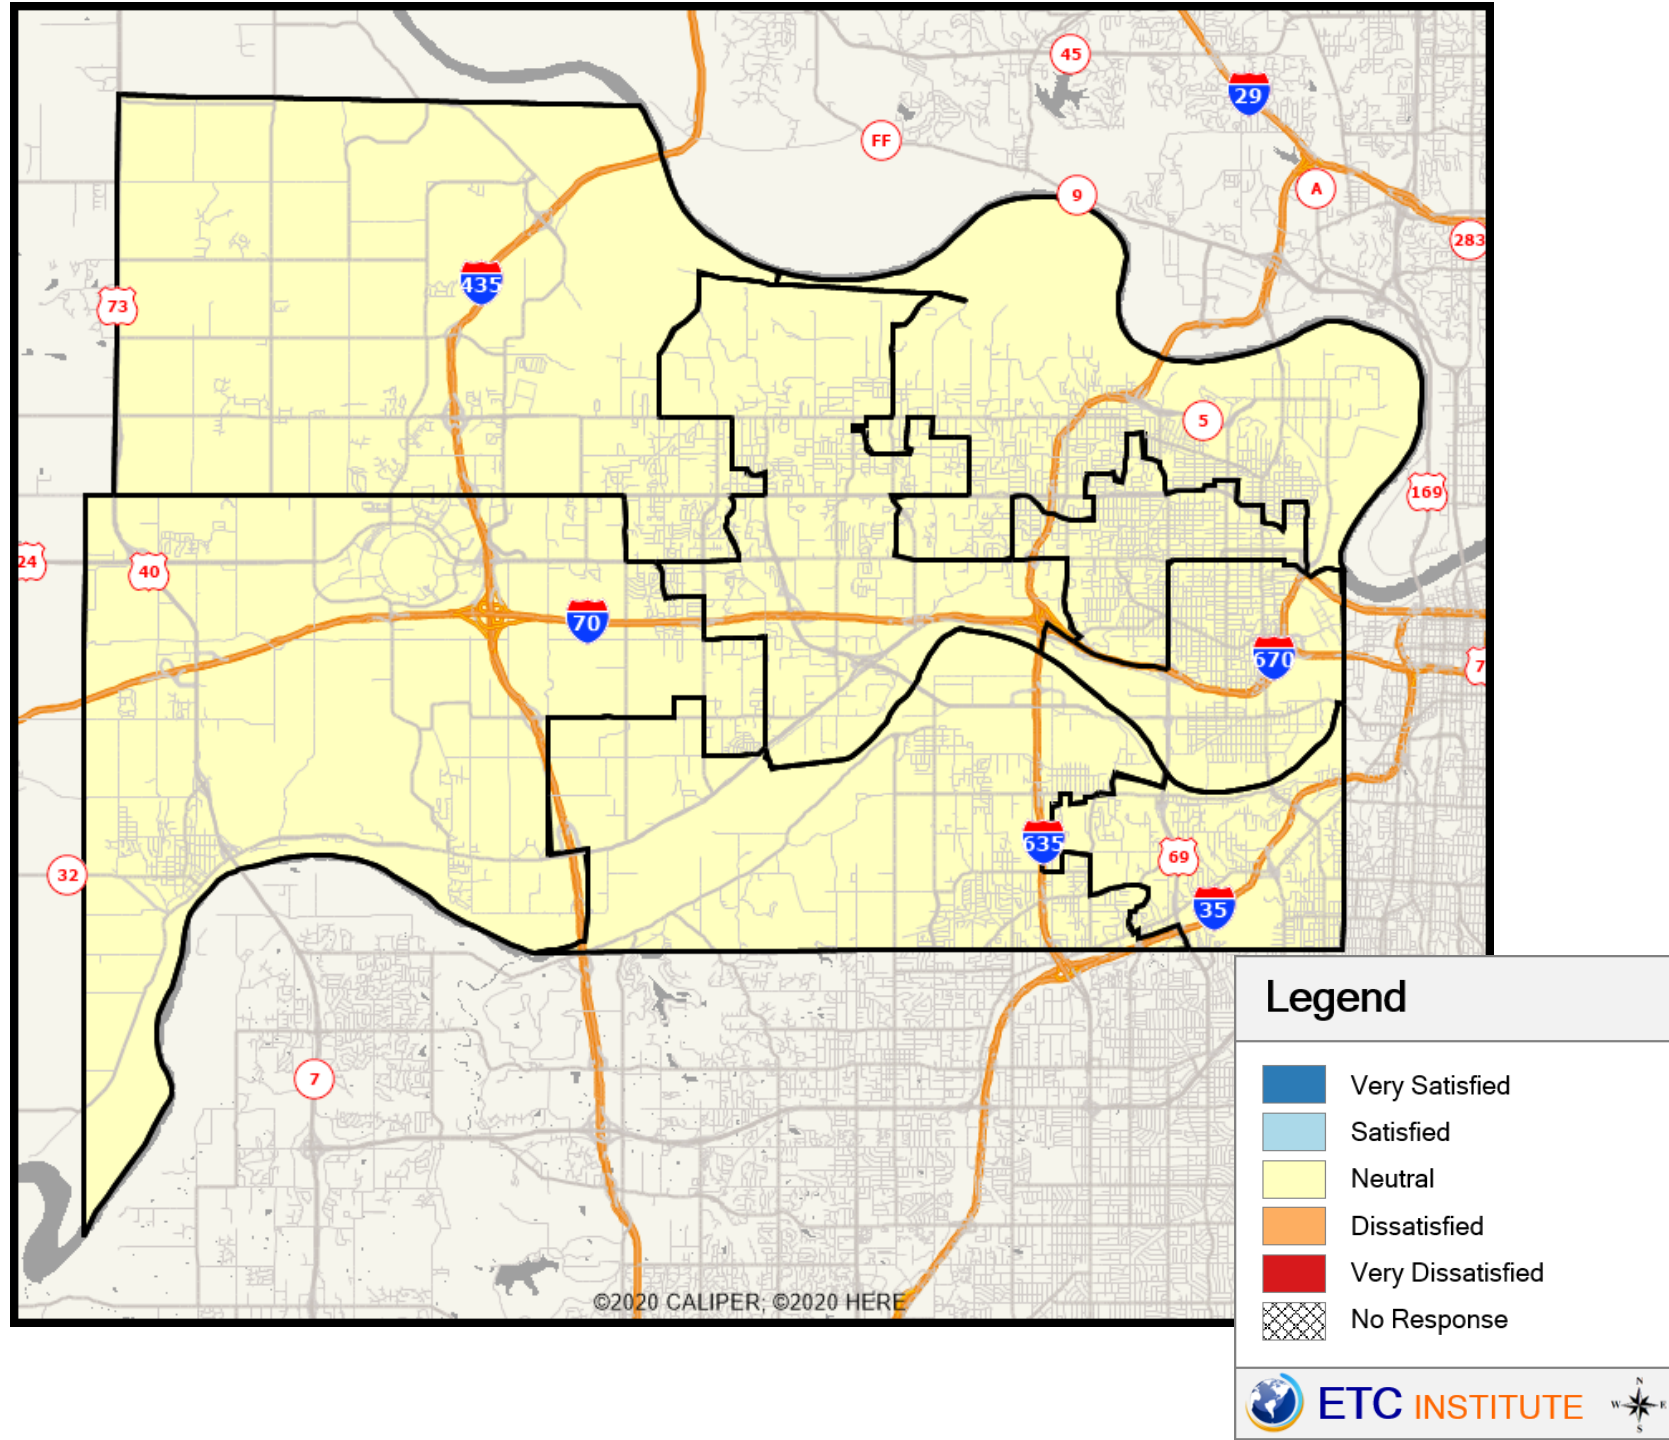 45
29
FF
A
9
283
435
73
5
169
24
40
70
670
7
635
69
32
35
7
©2020 CALIPER; ©2020 HERE
Legend
Very Satisfied
Satisfied
Neutral
Dissatisfied
Very Dissatisfied
No Response
ETC INSTITUTE
N
W E
S